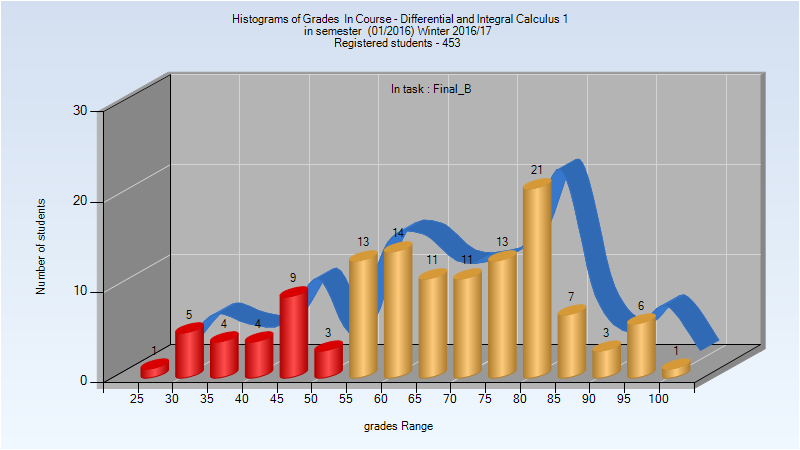 Histograms of Grades  In Course - Differential and Integral Calculus 1
in semester  (01/2016) Winter 2016/17
Registered students - 453
In task : Final_B
Number of students
30
20
10
0
1
5
4
4
9
3
13
14
11
11
13
21
7
3
6
1
25 30 35 40 45 50 55 60 65 70 75 80 85 90 95 100
grades Range